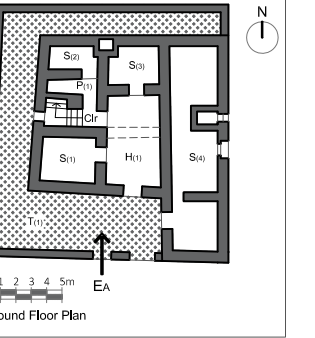 N
S(2)
S(3)
P(1)
Clr
S(1)
H(1)
S(4)
T(1)
EA
1 2 3 4 5m
ound Floor Plan